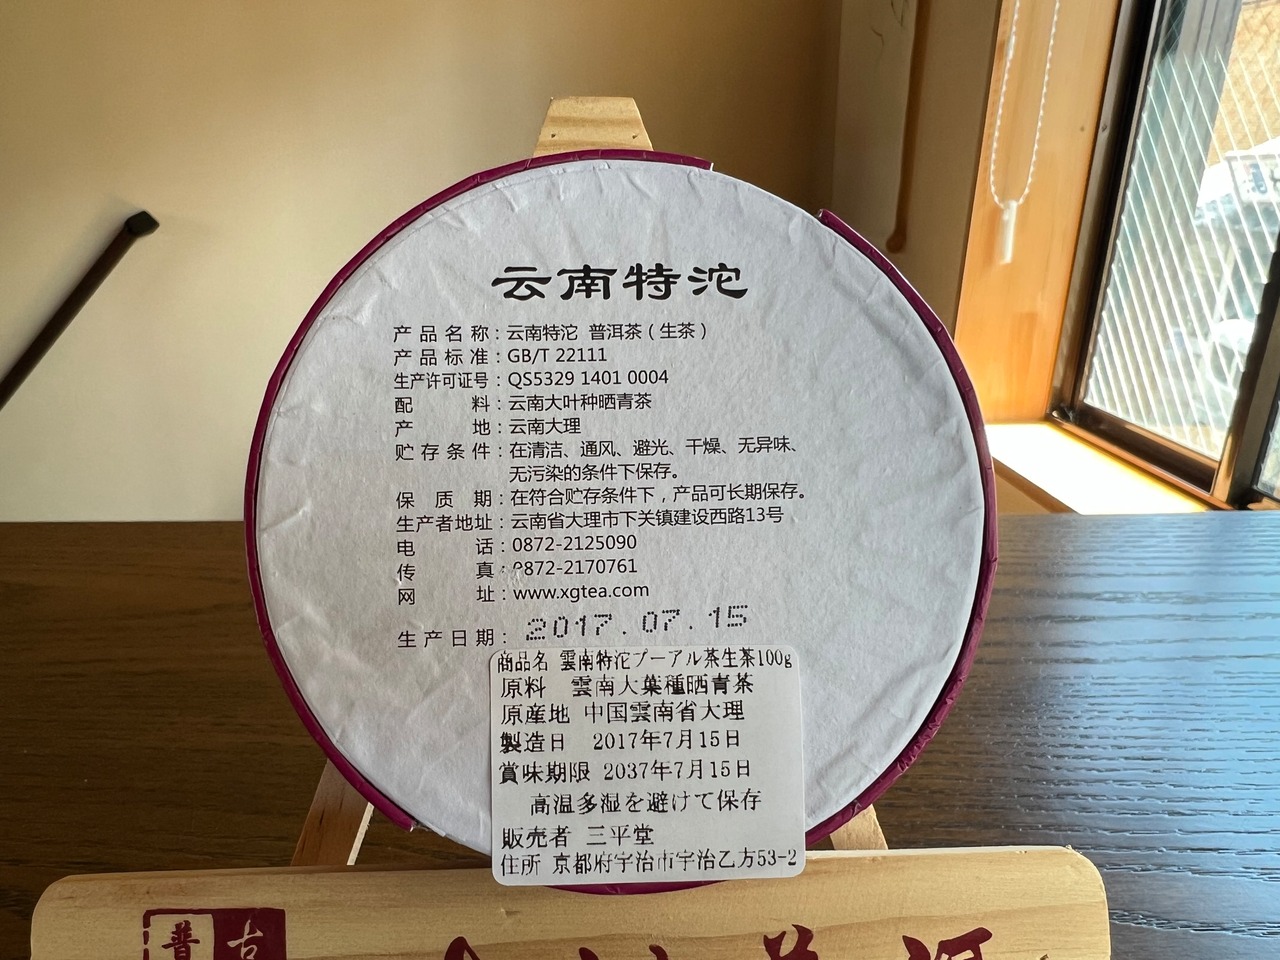 云南特沱
产品名称：云南特沱 普洱茶（生茶）
产品标准：GB/T 22111
生产许可证号：QS5329 1401 0004
配料：云南大叶种晒青茶
产地：云南大理
贮存条件：在清洁、通风、避光、干燥、无异味、
无污染的条件下保存。
保质期：在符合贮存条件下，产品可长期保存。
生产者地址：云南省大理市下关镇建设西路13号
电话：0872-2125090
传真：0872-2170761
网址：www.xgtea.com
生产日期：2017.07.15
商品名 雲南特沱プーアル茶生茶100g
原料 雲南大葉種晒青茶
原産地 中国雲南省大理
製造日 2017年7月15日
賞味期限 2037年7月15日
高温多湿を避けて保存
販売者 三平堂
住所 京都府宇治市宇治乙方53-2
普 古